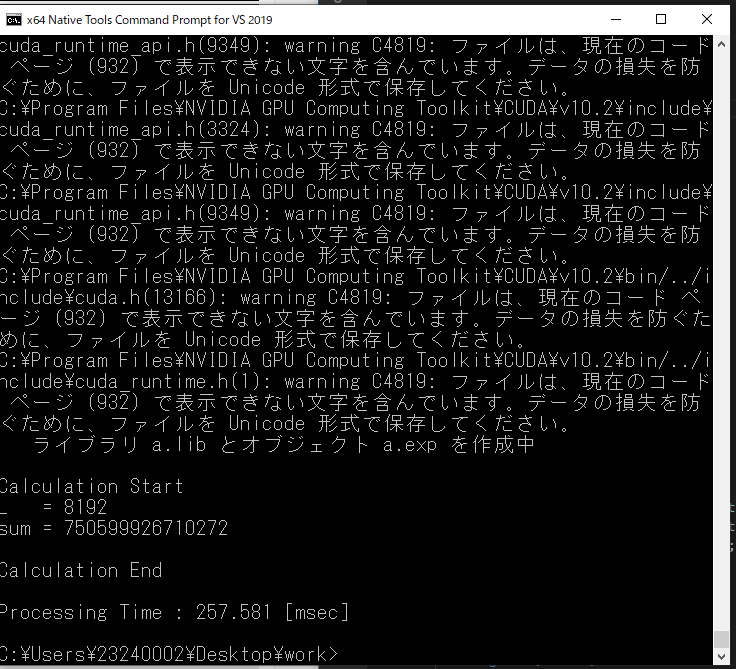 x64 Native Tools Command Prompt for VS 2019
cuda_runtime_api.h(9349): warning C4819: ファイルは、現在のコード
ページ (932) で表示できない文字を含んでいます。データの損失を防
ぐために、ファイルを Unicode 形式で保存してください。
C:¥Program Files¥NVIDIA GPU Computing Toolkit¥CUDA¥v10.2¥include¥
cuda_runtime_api.h(3324): warning C4819: ファイルは、現在のコード
ページ (932) で表示できない文字を含んでいます。データの損失を防
ぐために、ファイルを Unicode 形式で保存してください。
C:¥Program Files¥NVIDIA GPU Computing Toolkit¥CUDA¥v10.2¥include¥
cuda_runtime_api.h(9349): warning C4819: ファイルは、現在のコード
ページ (932) で表示できない文字を含んでいます。データの損失を防
ぐために、ファイルを Unicode 形式で保存してください。
C:¥Program Files¥NVIDIA GPU Computing Toolkit¥CUDA¥v10.2¥bin/../i
nclude¥cuda.h(13166): warning C4819: ファイルは、現在のコード ペ
ージ (932) で表示できない文字を含んでいます。データの損失を防ぐた
めに、ファイルを Unicode 形式で保存してください。
C:¥Program Files¥NVIDIA GPU Computing Toolkit¥CUDA¥v10.2¥bin/../i
nclude¥cuda_runtime.h(1): warning C4819: ファイルは、現在のコード
ページ (932) で表示できない文字を含んでいます。データの損失を防
ぐために、ファイルを Unicode 形式で保存してください。
ライブラリ a.lib とオブジェクト a.exp を作成中
Calculation Start
L = 8192
sum = 750599926710272
Calculation End
Processing Time : 257.581 [msec]
C:¥Users¥23240002¥Desktop¥work>